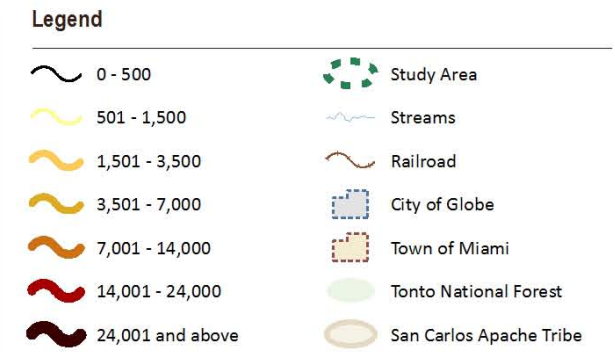 Legend
0 - 500
501 - 1,500
1,501 - 3,500
3,501 - 7,000
7,001 - 14,000
14,001 - 24,000
24,001 and above
Study Area
Streams
Railroad
City of Globe
Town of Miami
Tonto National Forest
San Carlos Apache Tribe